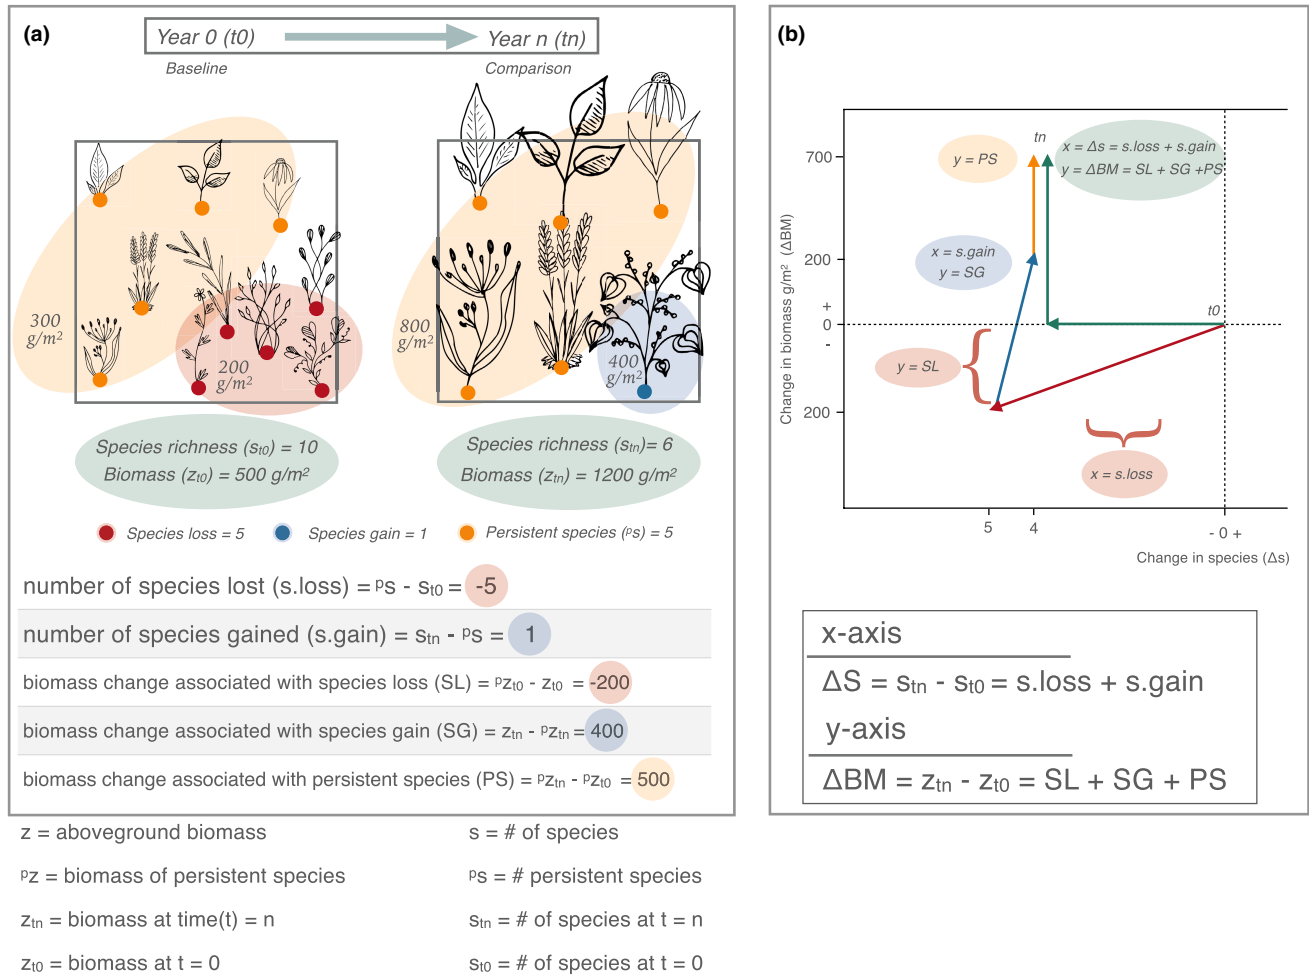 (a)
Year 0 (t0)
Year n (tn)
Baseline
Comparison
300
g/m²
200
g/m²
800
g/m²
400
g/m²
Species richness (st0) = 10
Biomass (zt0) = 500 g/m²
Species richness (stn)= 6
Biomass (ztn) = 1200 g/m²
Species loss = 5
Species gain = 1
Persistent species (ps) = 5
number of species lost (s.loss) = ps - st0 = -5
number of species gained (s.gain) = stn - ps = 1
biomass change associated with species loss (SL) = pzt0 - zt0 = -200
biomass change associated with species gain (SG) = ztn - pztn = 400
biomass change associated with persistent species (PS) = pztn - pzt0 = 500
z = aboveground biomass
pz = biomass of persistent species
ztn = biomass at time(t) = n
zt0 = biomass at t = 0
s = # of species
ps = # persistent species
stn = # of species at t = n
st0 = # of species at t = 0
(b)
Change in biomass g/m² (ΔBM)
700
200
+
0
-
200
y = PS
tn
x = Δs = s.loss + s.gain
y = ΔBM = SL + SG +PS
x = s.gain
y = SG
t0
y = SL
x = s.loss
5
4
- 0 +
Change in species (Δs)
x-axis
ΔS = stn - st0 = s.loss + s.gain
y-axis
ΔBM = ztn - zt0 = SL + SG + PS